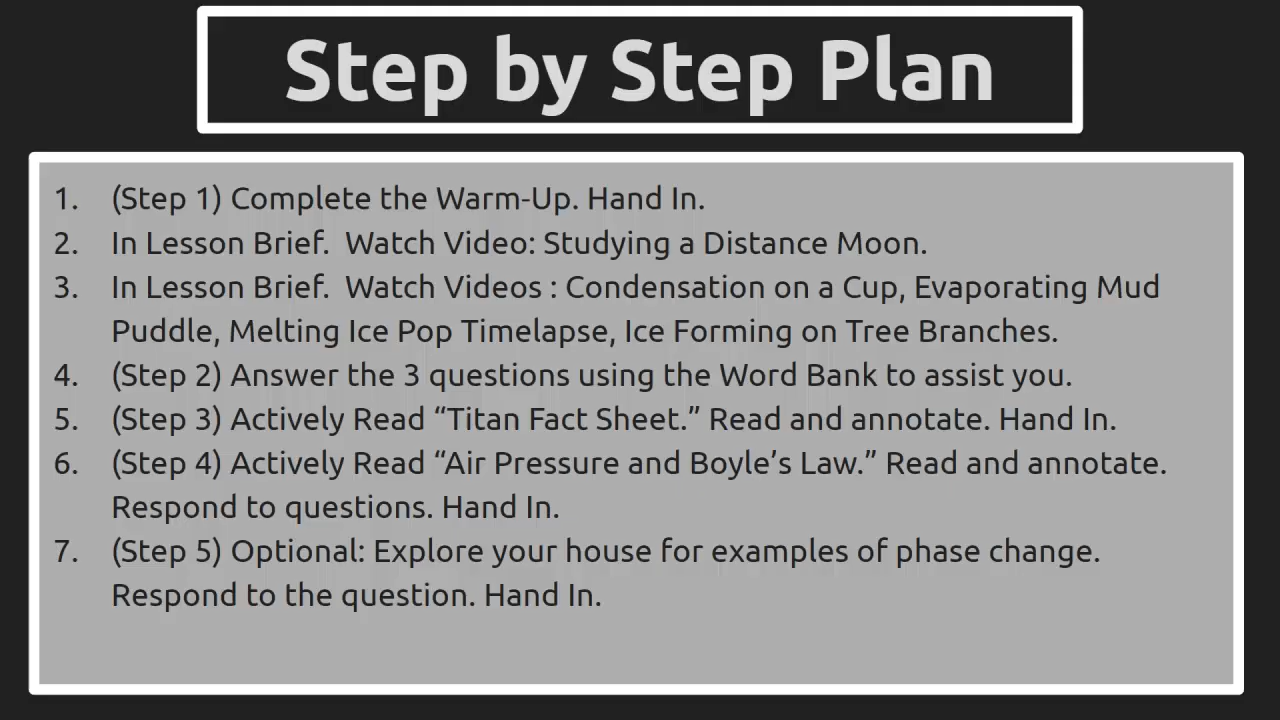 Step by Step Plan
1. (Step 1) Complete the Warm-Up. Hand In.
2. In Lesson Brief.  Watch Video: Studying a Distance Moon.
3. In Lesson Brief.  Watch Videos : Condensation on a Cup, Evaporating Mud
Puddle, Melting Ice Pop Timelapse, Ice Forming on Tree Branches.
4. (Step 2) Answer the 3 questions using the Word Bank to assist you.
5. (Step 3) Actively Read “Titan Fact Sheet.” Read and annotate. Hand In.
6. (Step 4) Actively Read “Air Pressure and Boyle’s Law.” Read and annotate.
Respond to questions. Hand In.
7. (Step 5) Optional: Explore your house for examples of phase change.
Respond to the question. Hand In.